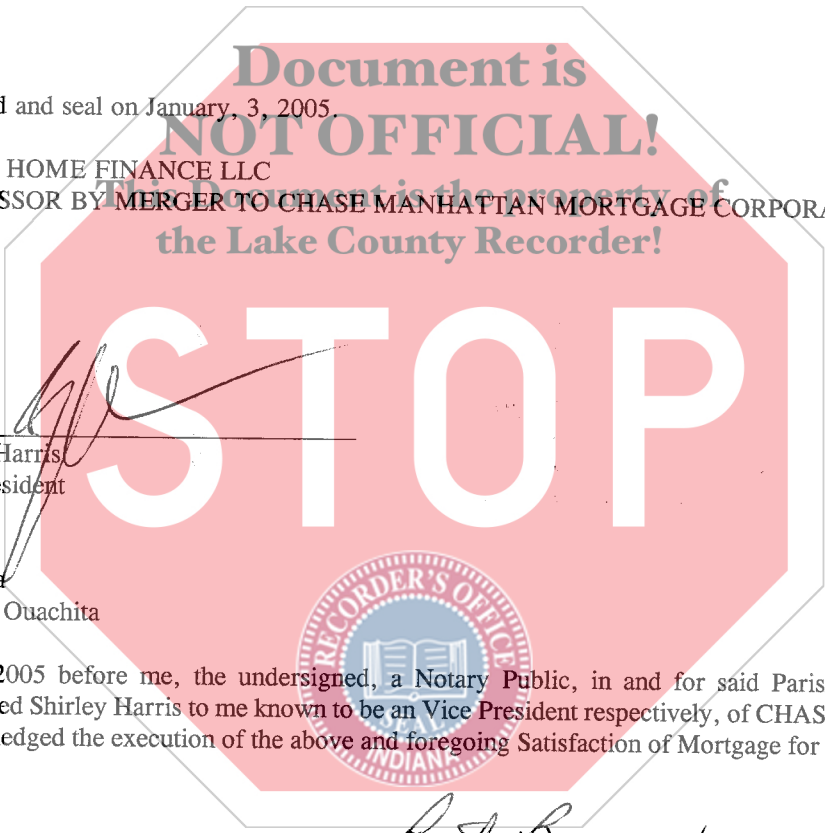 Document is
d and seal on January, 3, 2005.
NOT OFFICIAL!
HOME FINANCE LLC
This Document is the property of
SSOR BY MERGER TO CHASE MANHATTAN MORTGAGE CORPORA
the Lake County Recorder!
STOP
Harris
esident
Ouachita
RECORDER'S OFFICE
2005 before me, the undersigned, a Notary Public, in and for said Paris
ed Shirley Harris to me known to be an Vice President respectively, of CHAS
SEAL
edged the execution of the above and foregoing Satisfaction of Mortgage for
INDIANA